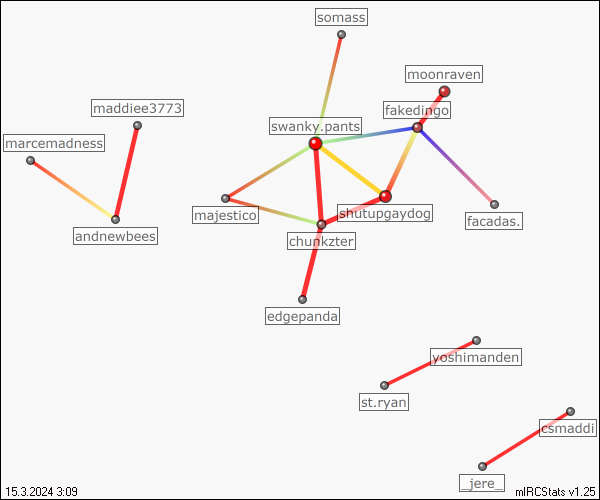 somass
moonraven
maddiee3773
fakedingo
swanky.pants
marcemadness
majestico
shutupgaydog
facadas.
andnewbees
chunkzter
edgepanda
yoshimanden
st.ryan
csmaddi
_jere_
15.3.2024 3:09
mIRCStats v1.25